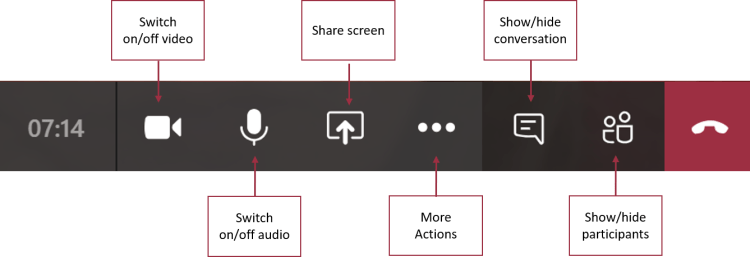 Switch
on/off video
Share screen
Show/hide
conversation
07:14
Switch
on/off audio
More
Actions
Show/hide
participants